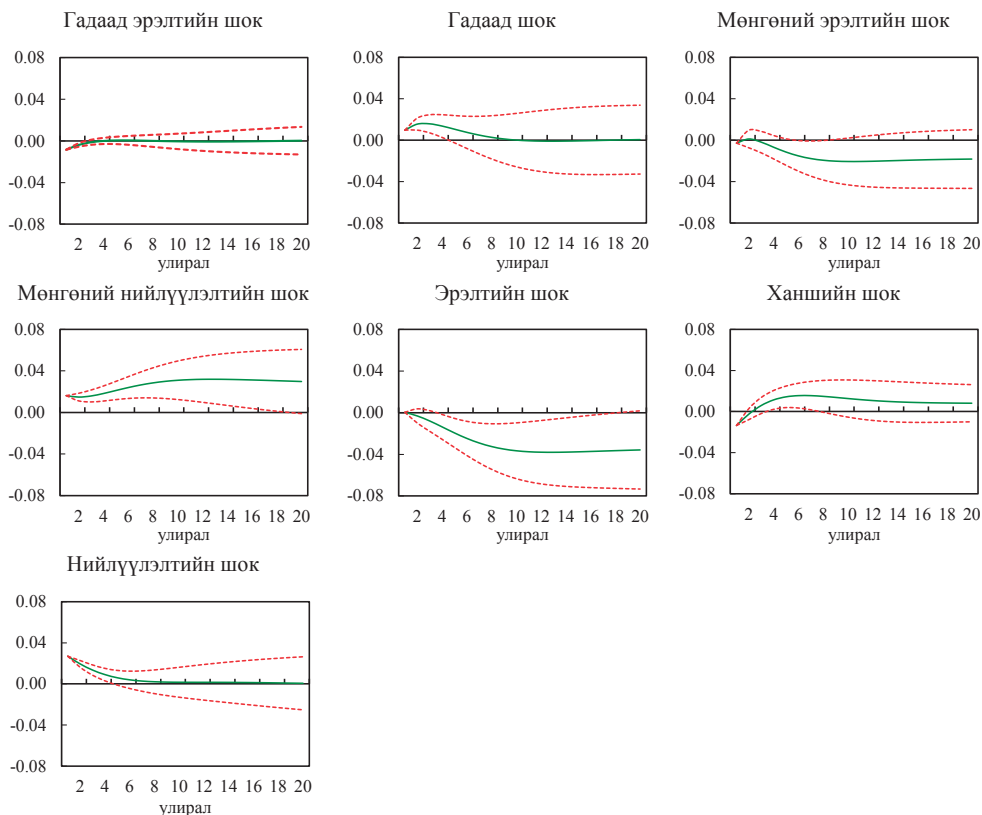 Гадаад эрэлтийн шок
0.08
0.04
0.00
-0.04
-0.08
2 4 6 8 10 12 14 16 18 20
улирал
Гадаад шок
0.08
0.04
0.00
-0.04
-0.08
2 4 6 8 10 12 14 16 18 20
улирал
Мөнгөний эрэлтийн шок
0.08
0.04
0.00
-0.04
-0.08
2 4 6 8 10 12 14 16 18 20
улирал
Мөнгөний нийлүүлэлтийн шок
0.08
0.04
0.00
-0.04
-0.08
2 4 6 8 10 12 14 16 18 20
улирал
Эрэлтийн шок
0.08
0.04
0.00
-0.04
-0.08
2 4 6 8 10 12 14 16 18 20
улирал
Ханшийн шок
0.08
0.04
0.00
-0.04
-0.08
2 4 6 8 10 12 14 16 18 20
улирал
Нийлүүлэлтийн шок
0.08
0.04
0.00
-0.04
-0.08
2 4 6 8 10 12 14 16 18 20
улирал